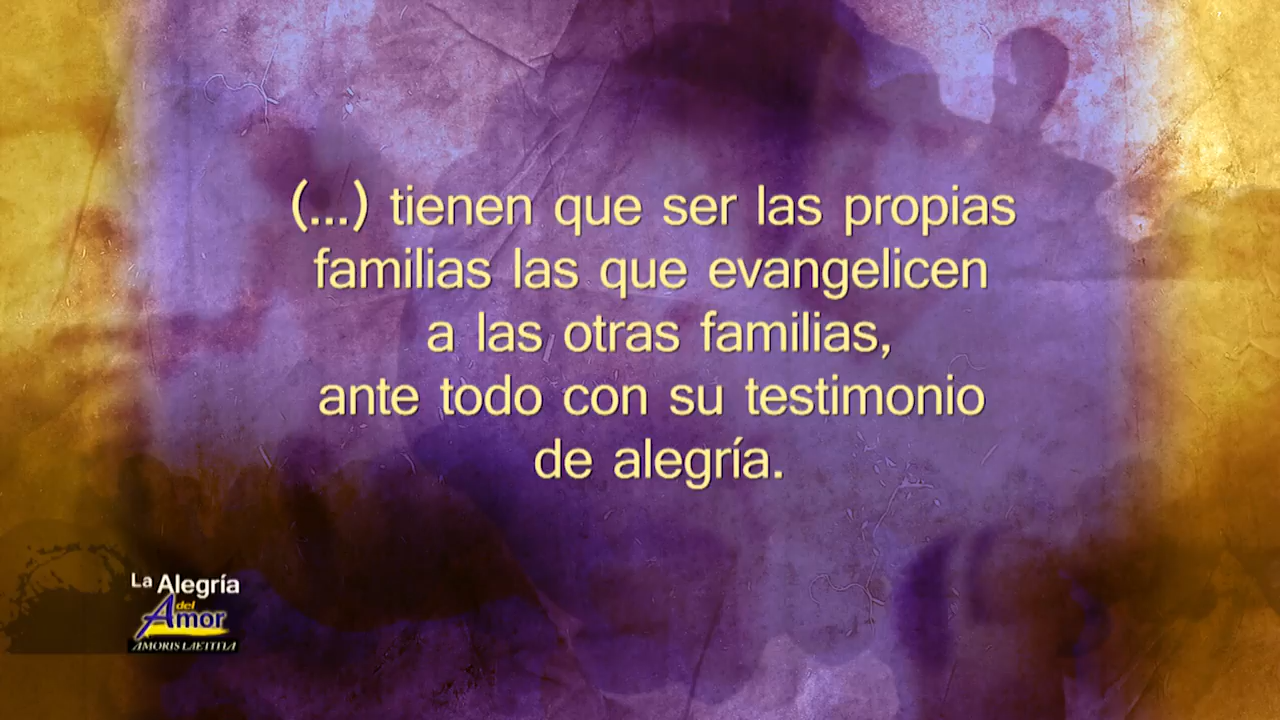 (...) tienen que ser las propias
familias las que evangelicen
a las otras familias,
ante todo con su testimonio
de alegría.
La Alegría
del
Amor
AMORIS LAETITIA